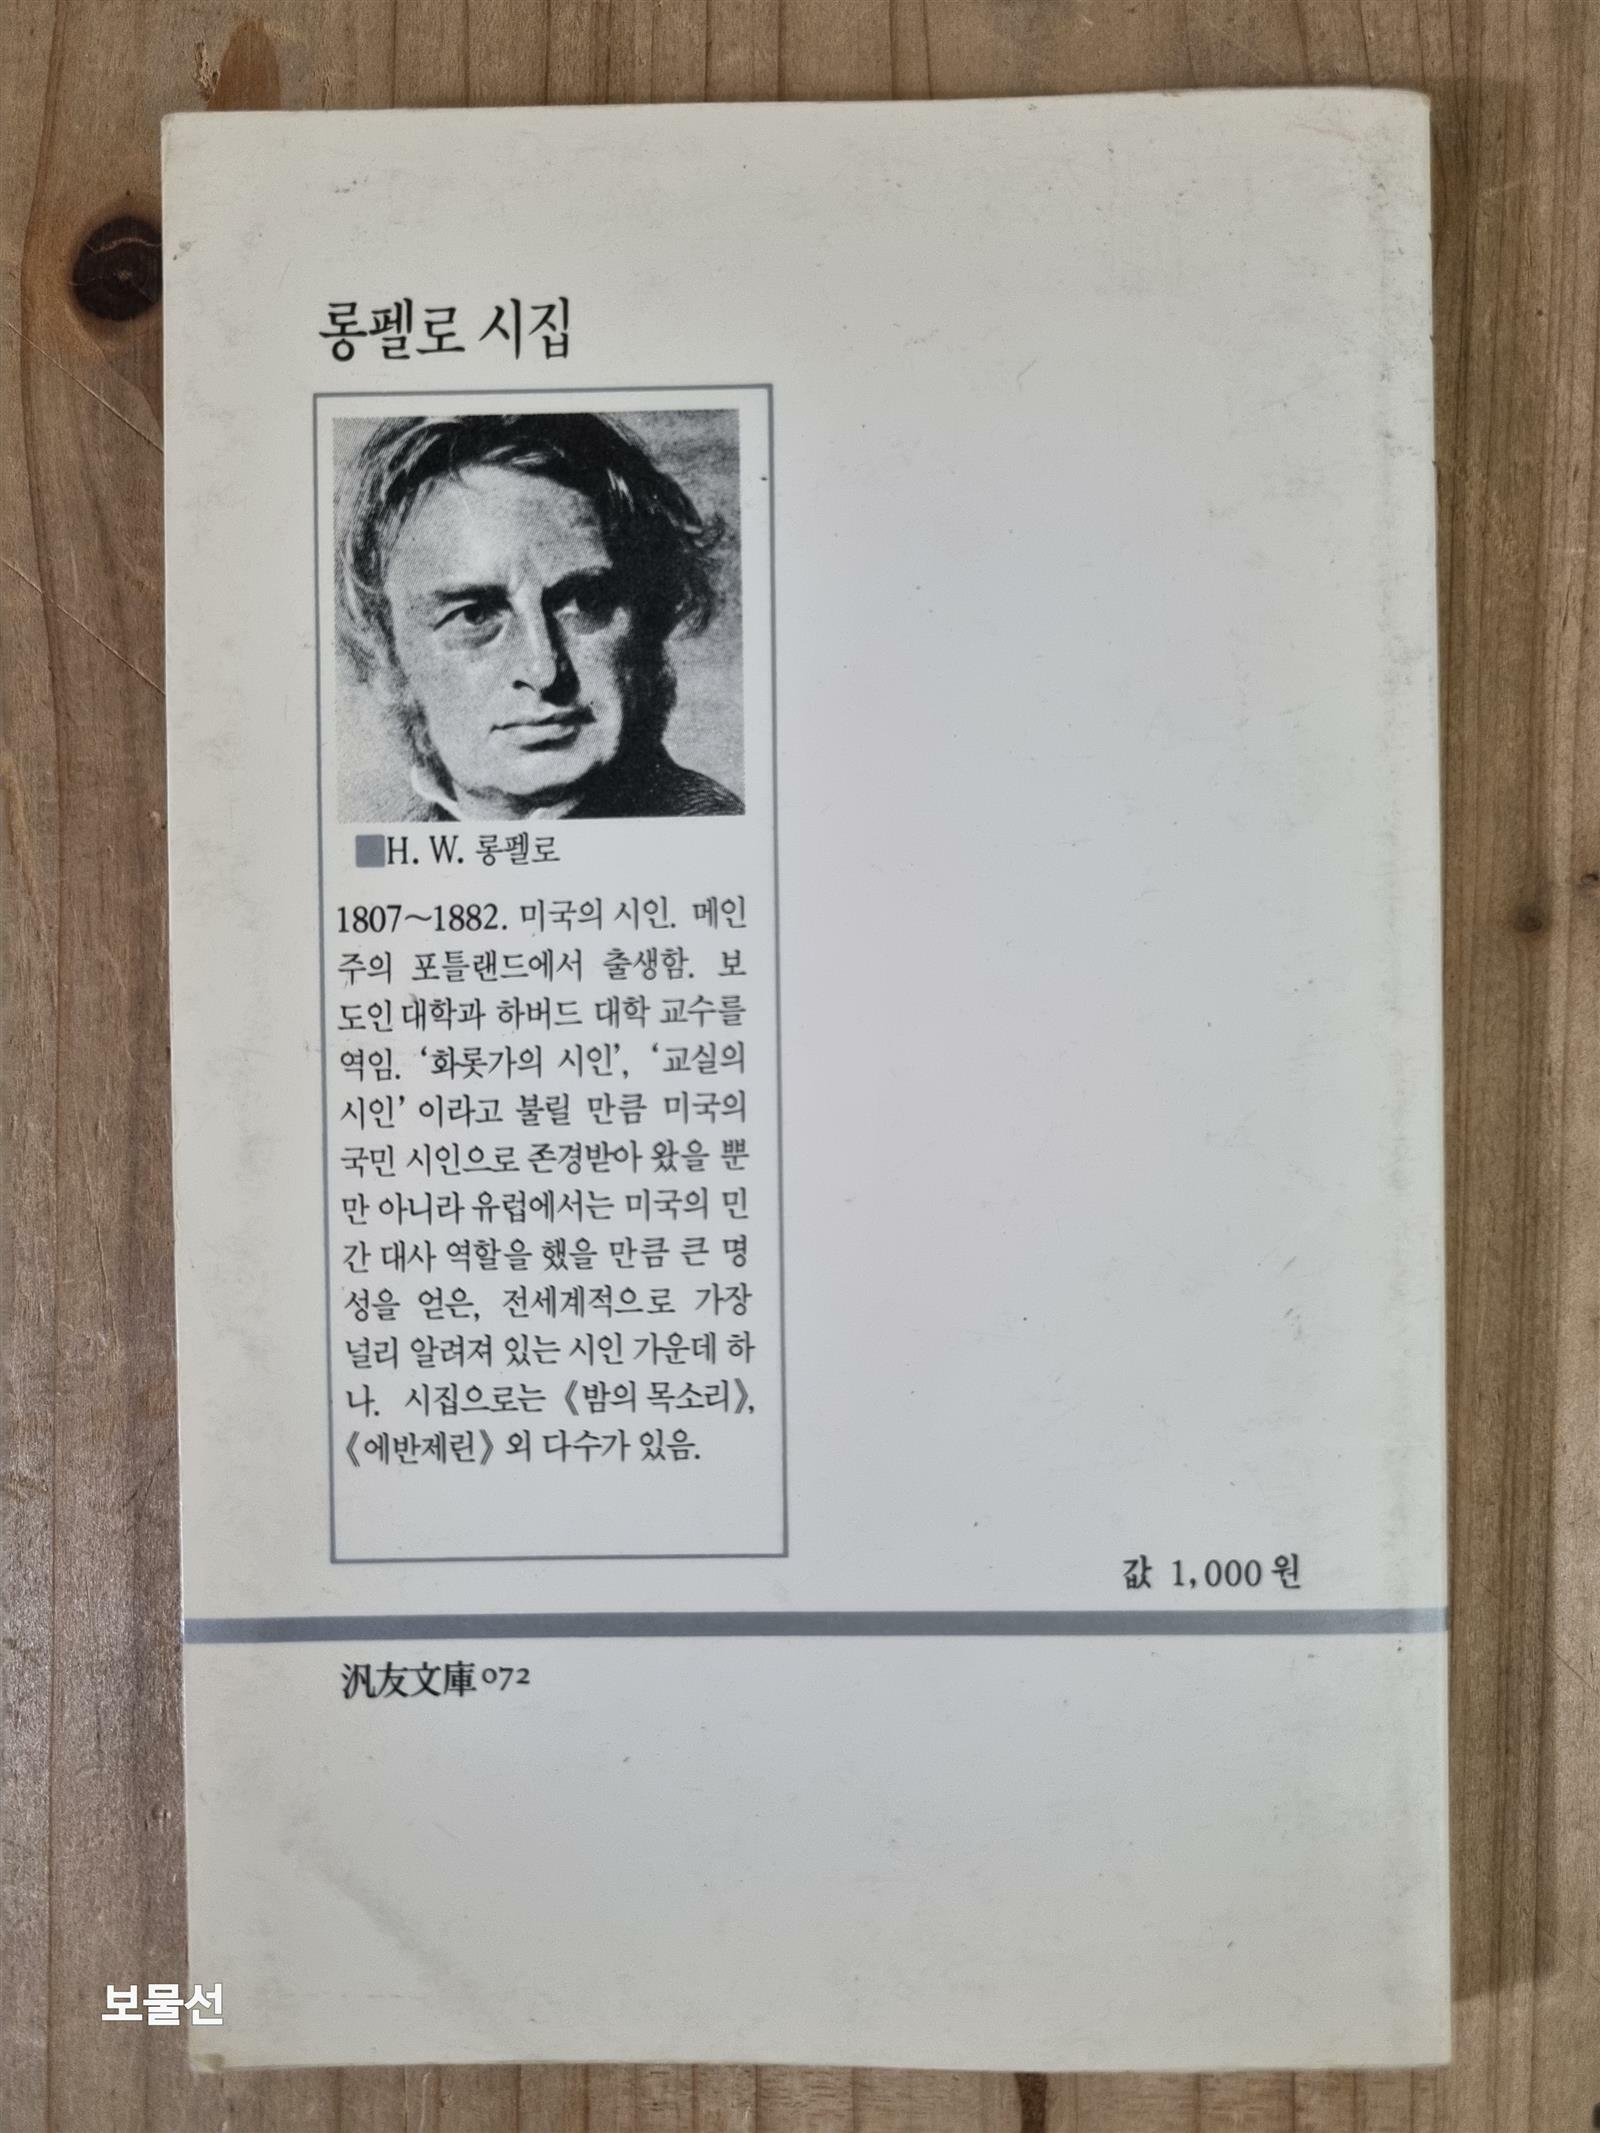 롱펠로 시집
■H. W. 롱펠로
1807~1882. 미국의 시인. 메인
주의 포틀랜드에서 출생함. 보
도인 대학과 하버드 대학 교수를
역임. ‘화롯가의 시인’, ‘교실의
시인’ 이라고 불릴 만큼 미국의
국민 시인으로 존경받아 왔을 뿐
만 아니라 유럽에서는 미국의 민
간 대사 역할을 했을 만큼 큰 명
성을 얻은, 전세계적으로 가장
널리 알려져 있는 시인 가운데 하
나. 시집으로는 《밤의 목소리》,
《에반제린》 외 다수가 있음.
값 1,000원
汎友文庫072
보물선